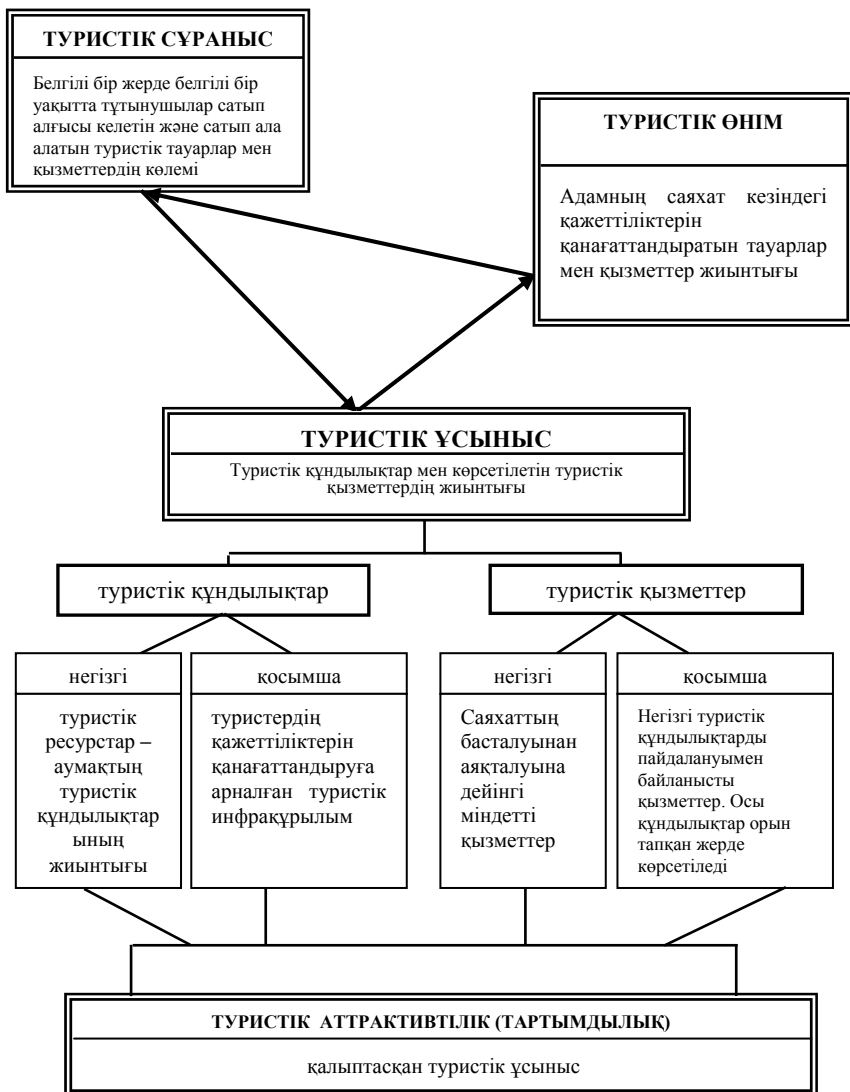 ТУРИСТІК СҰРАНЫС
Белгілі бір жерде белгілі бір
уақытта тұтынушылар сатып
алғысы келетін және сатып ала
алатын туристік тауарлар мен
қызметтердің көлемі
ТУРИСТІК ӨНІМ
Адамның саяхат кезіндегі
қажеттіліктерін
қанағаттандыратын тауарлар
мен қызметтер жиынтығы
ТУРИСТІК ҰСЫНЫС
Туристік құндылықтар мен көрсетілетін туристік
қызметтердің жиынтығы
туристік құндылықтар
туристік қызметтер
негізгі
туристік
ресурстар –
аумақтың
туристік
құндылықтар
ының
жиынтығы
қосымша
туристердің
қажеттіліктерін
қанағаттандыруға
арналған туристік
инфрақұрылым
негізгі
Саяхаттың
басталуынан
аяқталуына
дейінгі
міндетті
қызметтер
қосымша
Негізгі туристік
құндылықтарды
пайдалануымен
байланысты
қызметтер. Осы
құндылықтар орын
тапқан жерде
көрсетіледі
ТУРИСТІК АТТРАКТИВТІЛІК (ТАРТЫМДЫЛЫҚ)
қалыптасқан туристік ұсыныс